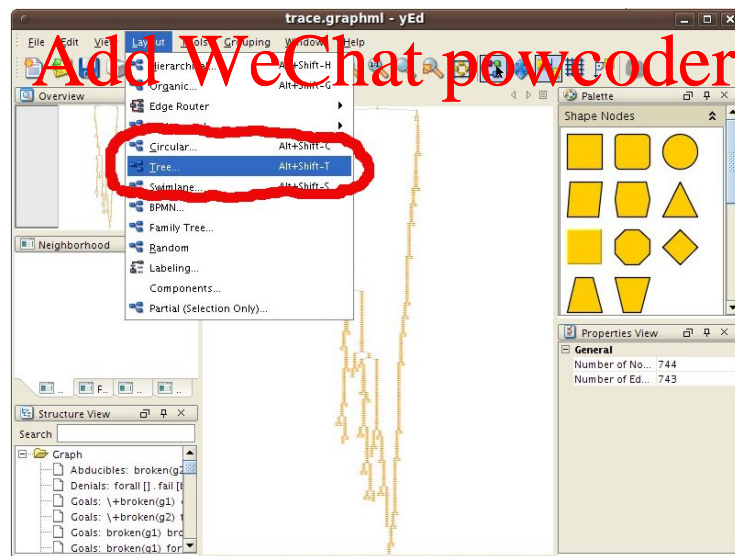 trace.graphml - yEd
File Edit View Layout Tools Grouping Windows Help
Add WeChat powcoder
Overview
Hierarchical... Alt+Shift-H
Organic... Alt+Shift-G
Edge Router
Circular... Alt+Shift-C
Tree... Alt+Shift-T
Swimlane... Alt+Shift-S
BPMN...
Family Tree...
Random
Labeling...
Components...
Partial (Selection Only)...
Neighborhood
F..
Structure View
Search
Graph
Abducibles: broken(g2
Denials: forall [] . fail [
Goals: \+broken(g1)
Goals: \+broken(g2)
Goals: broken(g1) bro
Goals: broken(g1) for
Palette
Shape Nodes
Properties View
General
Number of No... 744
Number of Ed... 743